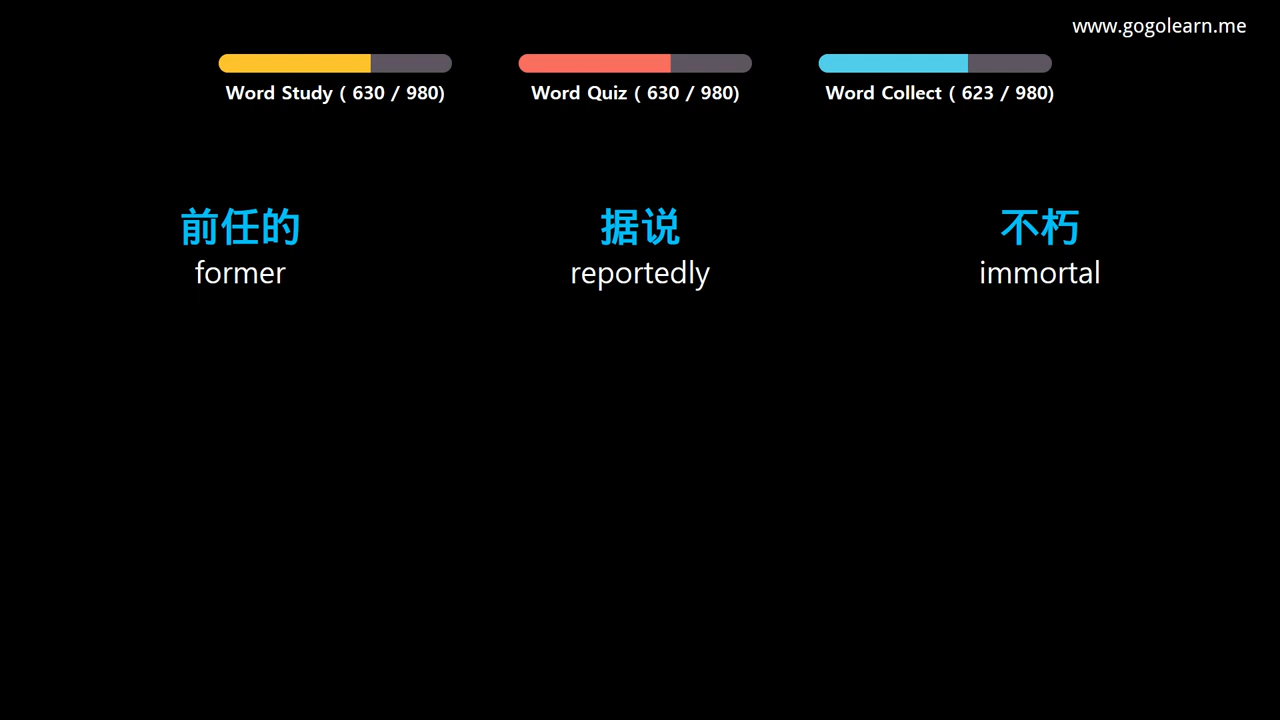 www.gogolearn.me
Word Study ( 630 / 980)
Word Quiz ( 630 / 980)
Word Collect ( 623 / 980)
前任的
former
据说
reportedly
不朽
immortal